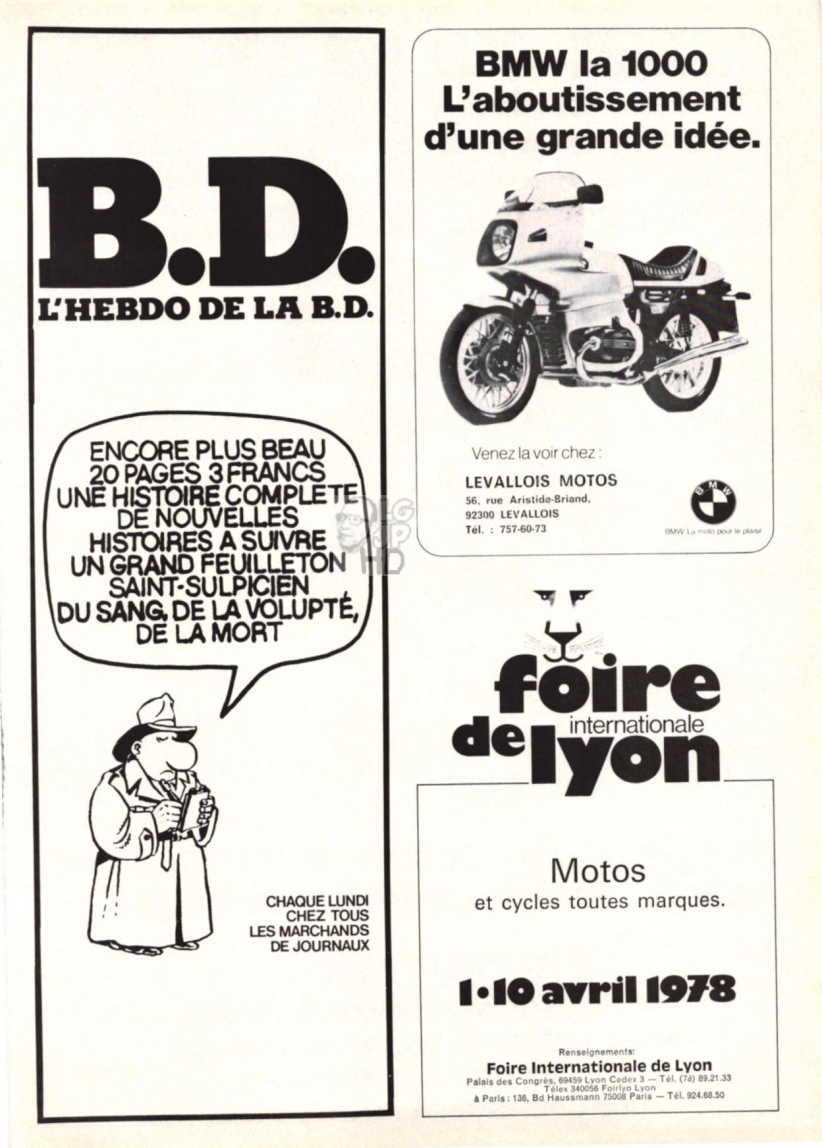 B.D.
L'HEBDO DE LA B.D.
ENCORE PLUS BEAU
20 PAGES 3 FRANCS
UNE HISTOIRE COMPLETE
DE NOUVELLES
HISTOIRES A SUIVRE
UN GRAND FEUILLETON
SAINT-SULPICIEN
DU SANG, DE LA VOLUPTÉ,
DE LA MORT
CHAQUE LUNDI
CHEZ TOUS
LES MARCHANDS
DE JOURNAUX
BMW la 1000
L'aboutissement
d'une grande idée.
Venez la voir chez :
LEVALLOIS MOTOS
56, rue Aristide-Briand,
92300 LEVALLOIS
Tél. : 757-60-73
BMW
BMW La moto pour le plaisir
foire
internationale
de lyon
Motos
et cycles toutes marques.
1•10 avril 1978
Renseignements:
Foire Internationale de Lyon
Palais des Congrès, 69459 Lyon Cedex 3 — Tél. (78) 89.21.33
Télex 340056 Foirlyo Lyon
à Paris : 136, Bd Haussmann 75008 Paris — Tél. 924.68.50
HD